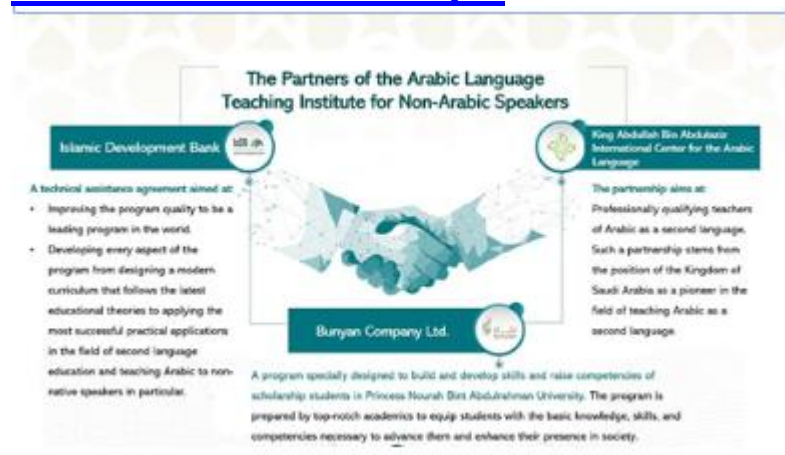 The Partners of the Arabic Language
Teaching Institute for Non-Arabic Speakers
Islamic Development Bank
A technical assistance agreement aimed at:
• Improving the program quality to be a
leading program in the world.
• Developing every aspect of the
program from designing a modern
curriculum that follows the latest
educational theories to applying the
most successful practical applications
in the field of second language
education and teaching Arabic to non-
native speakers in particular.
King Abdullah Bin Abdulaziz
International Center for the Arabic
Language
The partnership aims at:
Professionally qualifying teachers
of Arabic as a second language.
Such a partnership stems from
the position of the Kingdom of
Saudi Arabia as a pioneer in the
field of teaching Arabic as a
second language.
Bunyan Company Ltd.
A program specially designed to build and develop skills and raise competencies of
scholarship students in Princess Nourah Bint Abdulrahman University. The program is
prepared by top-notch academics to equip students with the basic knowledge, skills, and
competencies necessary to advance them and enhance their presence in society.